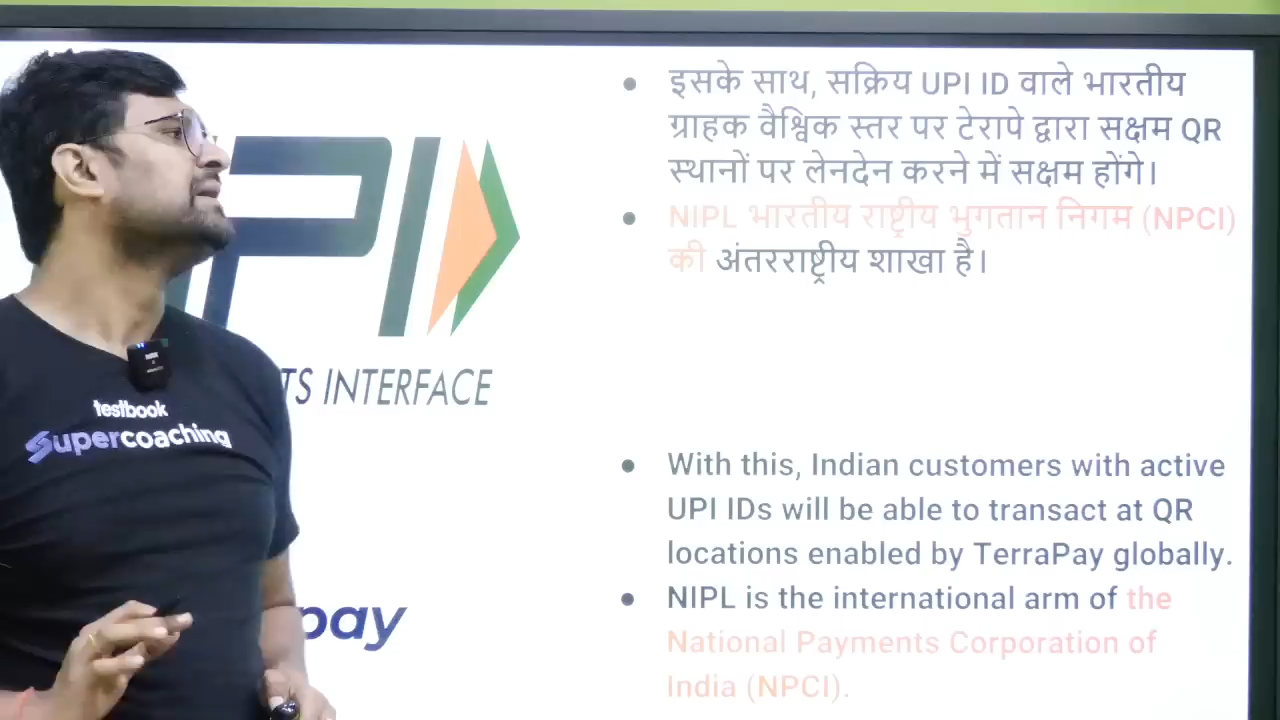 इसके साथ, सक्रिय UPI ID वाले भारतीय
ग्राहक वैश्विक स्तर पर टेरापे द्वारा सक्षम QR
स्थानों पर लेनदेन करने में सक्षम होंगे।
NIPL भारतीय राष्ट्रीय भुगतान निगम (NPCI)
की अंतरराष्ट्रीय शाखा है।
PI
TS INTERFACE
testbook
Supercoaching
With this, Indian customers with active
UPI IDs will be able to transact at QR
locations enabled by TerraPay globally.
NIPL is the international arm of the
National Payments Corporation of
India (NPCI).
pay